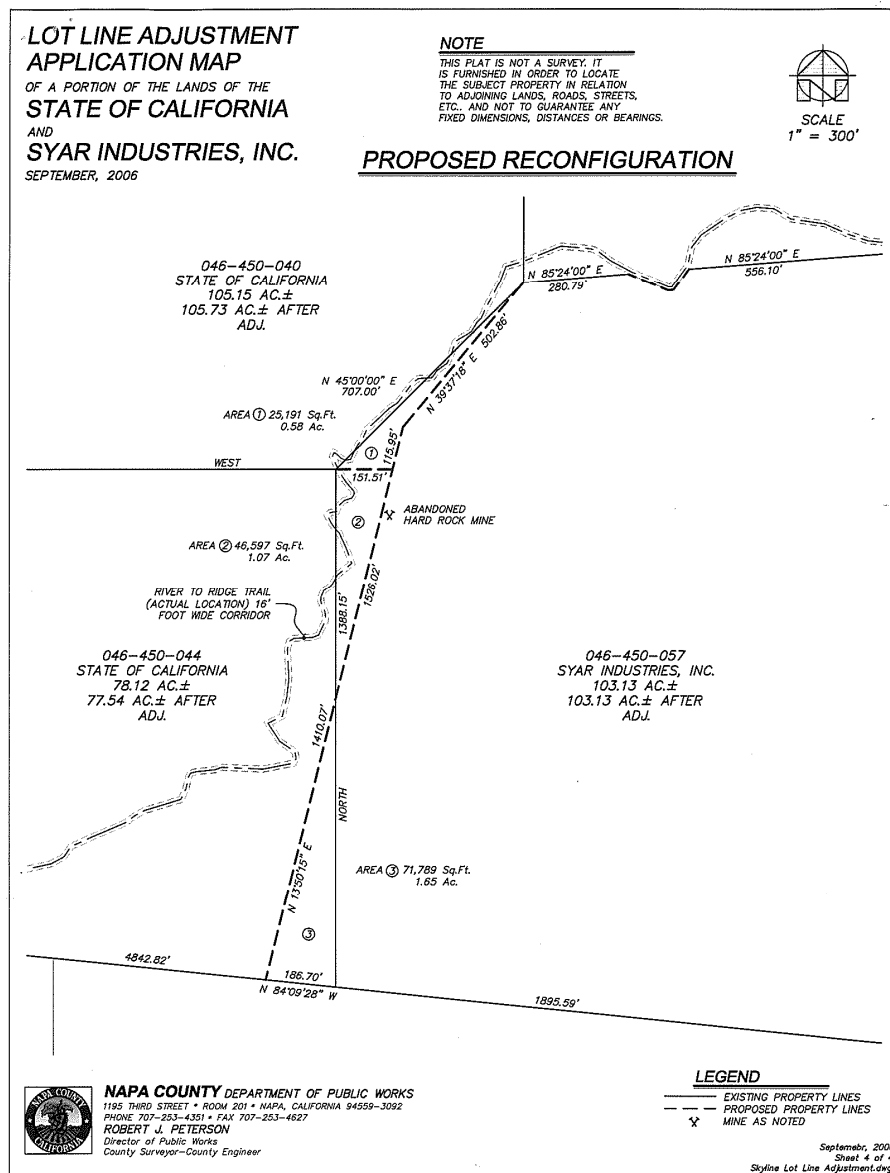 LOT LINE ADJUSTMENT
APPLICATION MAP
OF A PORTION OF THE LANDS OF THE
STATE OF CALIFORNIA
AND
SYAR INDUSTRIES, INC.
SEPTEMBER, 2006
NOTE
THIS PLAT IS NOT A SURVEY. IT
IS FURNISHED IN ORDER TO LOCATE
THE SUBJECT PROPERTY IN RELATION
TO ADJOINING LANDS, ROADS, STREETS,
ETC.. AND NOT TO GUARANTEE ANY
FIXED DIMENSIONS, DISTANCES OR BEARINGS.
SCALE
1" = 300'
PROPOSED RECONFIGURATION
046-450-040
STATE OF CALIFORNIA
105.15 AC.±
105.73 AC.± AFTER
ADJ.
N 85°24'00" E
280.79'
N 85°24'00" E
556.10'
N 45°00'00" E
707.00'
N 39°37'18" E 502.86'
AREA ① 25,191 Sq.Ft.
0.58 Ac.
①
115.95'
WEST
151.51'
②
ABANDONED
HARD ROCK MINE
AREA ② 46,597 Sq.Ft.
1.07 Ac.
1526.02'
1388.15'
RIVER TO RIDGE TRAIL
(ACTUAL LOCATION) 16'
FOOT WIDE CORRIDOR
046-450-044
STATE OF CALIFORNIA
78.12 AC.±
77.54 AC.± AFTER
ADJ.
046-450-057
SYAR INDUSTRIES, INC.
103.13 AC.±
103.13 AC.± AFTER
ADJ.
1410.07'
NORTH
N 13°50'15" E
AREA ③ 71,789 Sq.Ft.
1.65 Ac.
③
4842.82'
186.70'
N 84°09'28" W
1895.59'
NAPA COUNTY
CALIFORNIA
NAPA COUNTY DEPARTMENT OF PUBLIC WORKS
1195 THIRD STREET • ROOM 201 • NAPA, CALIFORNIA 94559-3092
PHONE 707-253-4351 • FAX 707-253-4627
ROBERT J. PETERSON
Director of Public Works
County Surveyor-County Engineer
LEGEND
EXISTING PROPERTY LINES
PROPOSED PROPERTY LINES
MINE AS NOTED
Septemebr, 200
Sheet 4 of
Skyline Lot Line Adjustment.dwg